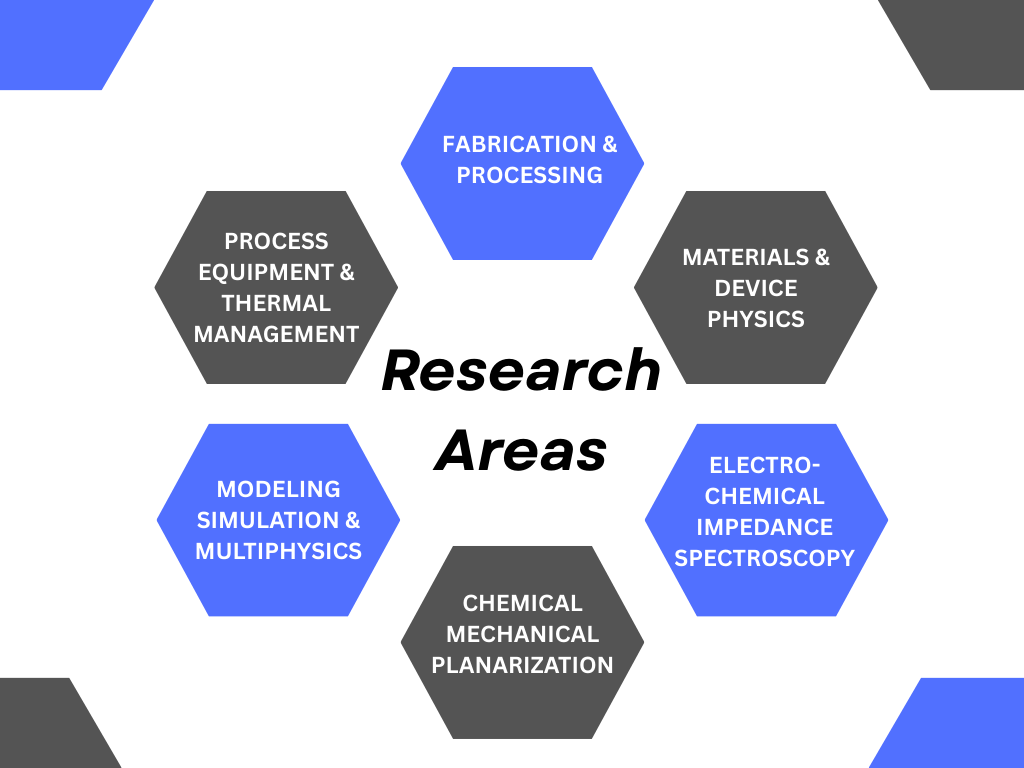 FABRICATION &
PROCESSING
PROCESS
EQUIPMENT &
THERMAL
MANAGEMENT
MATERIALS &
DEVICE
PHYSICS
Research
Areas
MODELING
SIMULATION &
MULTIPHYSICS
ELECTRO-
CHEMICAL
IMPEDANCE
SPECTROSCOPY
CHEMICAL
MECHANICAL
PLANARIZATION